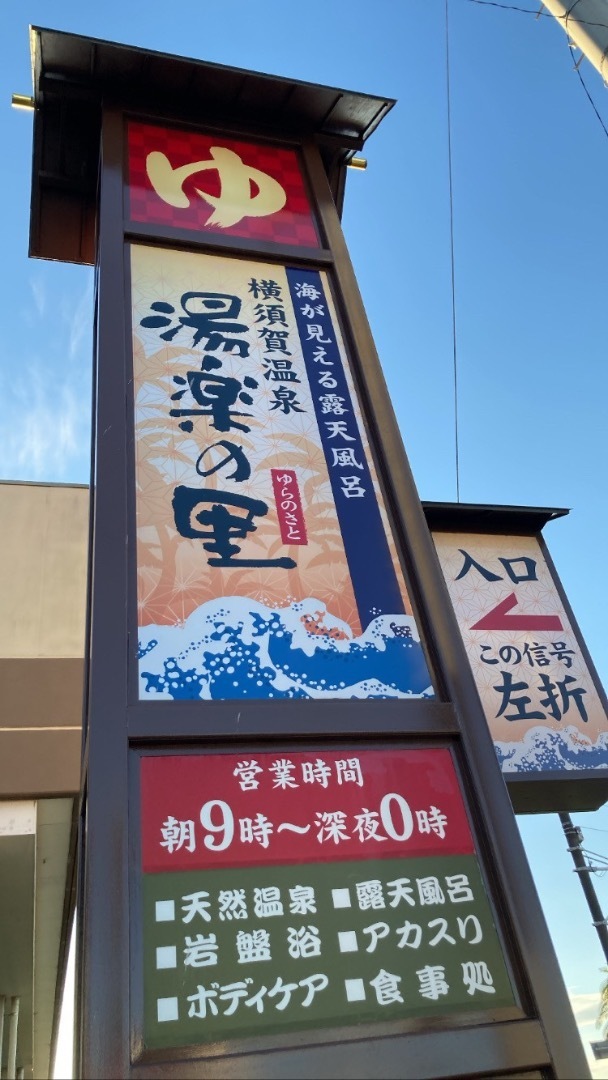 ゆ
海が見える露天風呂
横須賀温泉
湯楽の里
ゆらのさと
営業時間
朝9時～深夜0時
■天然温泉 ■露天風呂
■岩盤浴 ■アカスリ
■ボディケア ■食事処
入口
この信号
左折